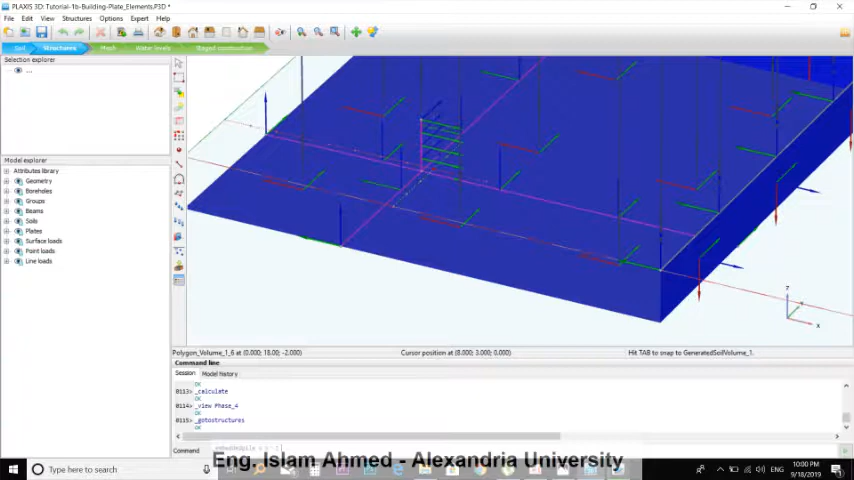 PLAXIS 3D: Tutorial-1b-Building-Plate_Elements.P3D *
File Edit View Structures Options Expert Help
Soil Structures Mesh Water levels Staged construction
Selection explorer
...
Model explorer
Attributes library
Geometry
Boreholes
Groups
Beams
Soils
Plates
Surface loads
Point loads
Line loads
Z
Y
X
Polygon_Volume_1_6 at (0.000; 18.00; -2.000) Cursor position at (8.000; 3.000; 0.000) Hit TAB to snap to GeneratedSoilVolume_1.
Command line
Session Model history
OK
0113> _calculate
OK
0114> _view Phase_4
OK
0115> _gotostructures
OK
Command
Type here to search
Eng. Islam Ahmed - Alexandria University
10:00 PM
9/18/2019